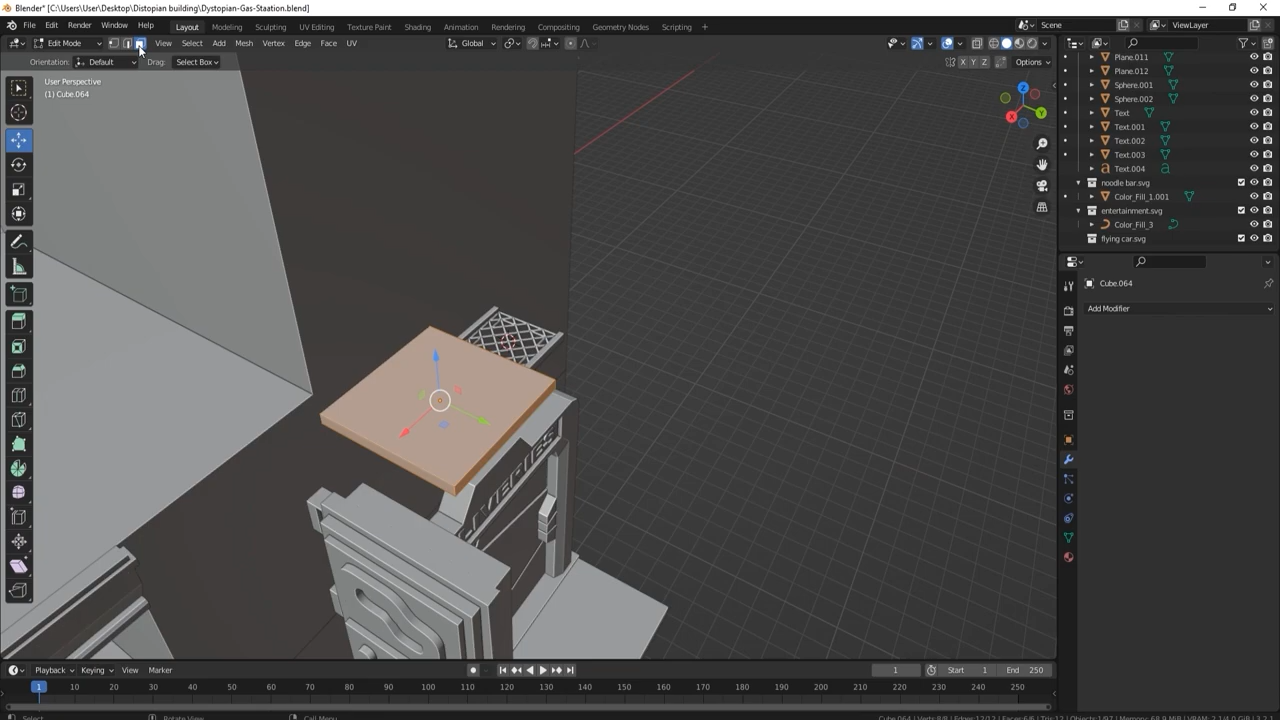 Blender* [C:\Users\User\Desktop\Distopian building\Dystopian-Gas-Staation.blend]
File Edit Render Window Help Layout Modeling Sculpting UV Editing Texture Paint Shading Animation Rendering Compositing Geometry Nodes Scripting + Scene ViewLayer
Edit Mode View Select Add Mesh Vertex Edge Face UV Global
Orientation: Default Drag: Select Box X Y Z Options
User Perspective
(1) Cube.064
Z
Y
X
Plane.011
Plane.012
Sphere.001
Sphere.002
Text
Text.001
Text.002
Text.003
Text.004
noodle bar.svg
Color_Fill_1.001
entertainment.svg
Color_Fill_3
flying car.svg
Cube.064
Add Modifier
Playback Keying View Marker 1 Start 1 End 250
1 10 20 30 40 50 60 70 80 90 100 110 120 130 140 150 160 170 180 190 200 210 220 230 240 250
Select Rotate View Call Menu